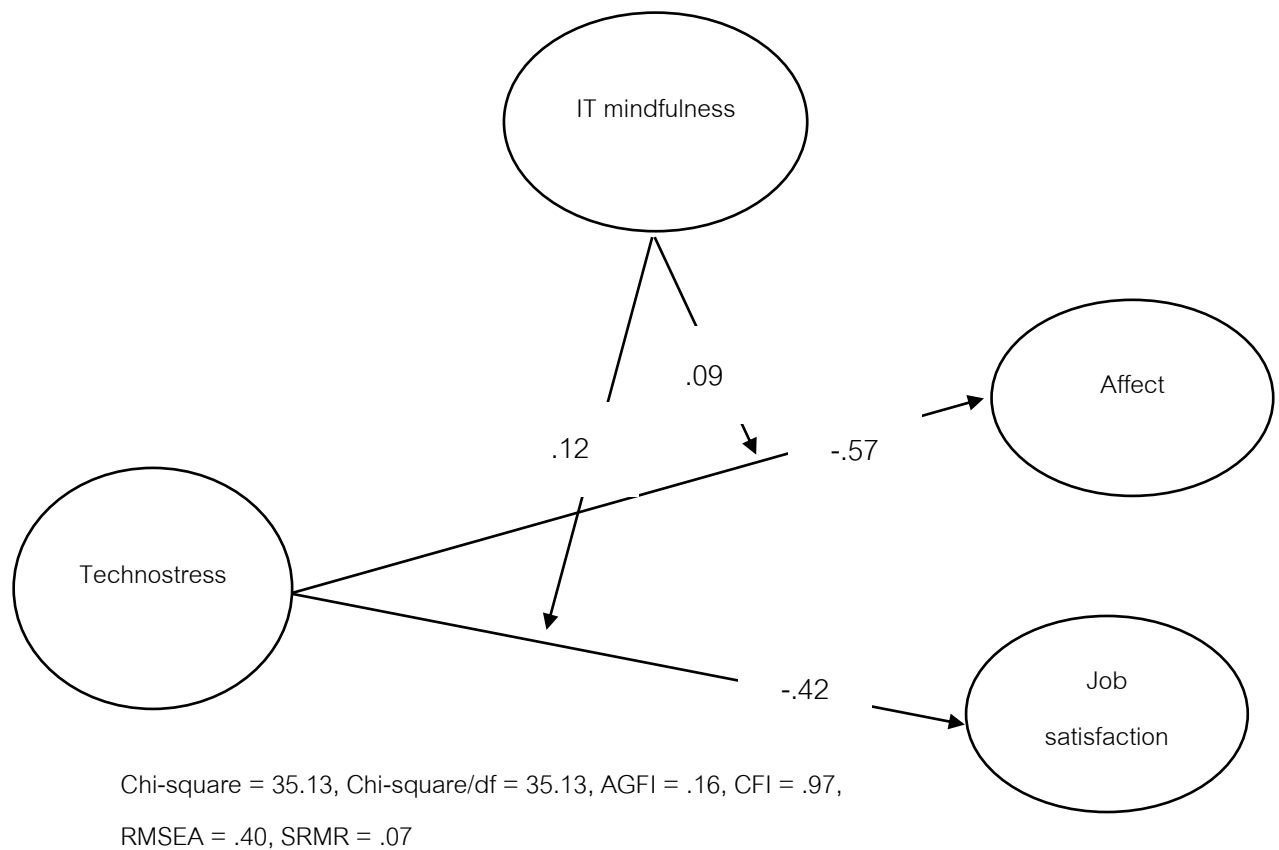 IT mindfulness
.09
Affect
.12
-.57
Technostress
-.42
Job
satisfaction
Chi-square = 35.13, Chi-square/df = 35.13, AGFI = .16, CFI = .97,
RMSEA = .40, SRMR = .07